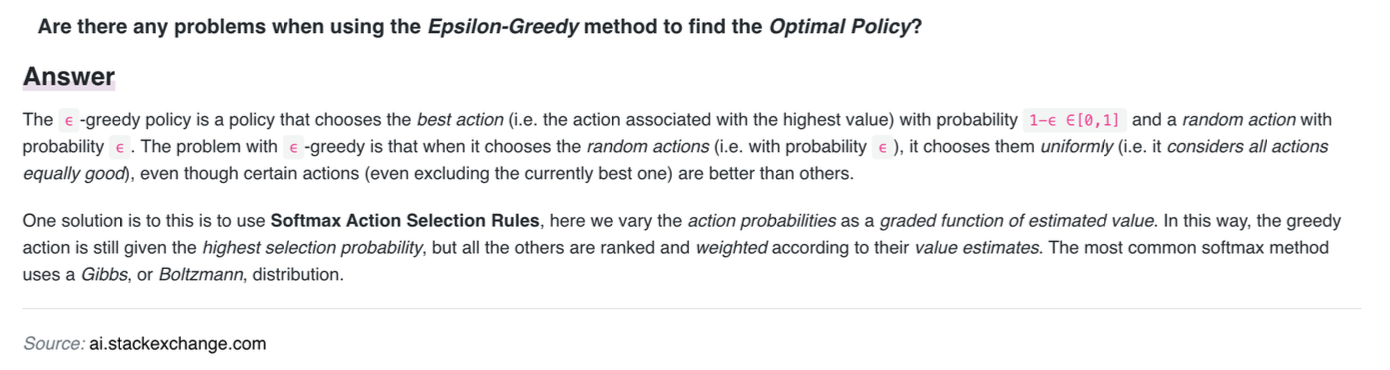 Are there any problems when using the Epsilon-Greedy method to find the Optimal Policy?
Answer
The ϵ -greedy policy is a policy that chooses the best action (i.e. the action associated with the highest value) with probability 1−ϵ ∈[0,1] and a random action with
probability ϵ . The problem with ϵ -greedy is that when it chooses the random actions (i.e. with probability ϵ ), it chooses them uniformly (i.e. it considers all actions
equally good), even though certain actions (even excluding the currently best one) are better than others.
One solution is to this is to use Softmax Action Selection Rules, here we vary the action probabilities as a graded function of estimated value. In this way, the greedy
action is still given the highest selection probability, but all the others are ranked and weighted according to their value estimates. The most common softmax method
uses a Gibbs, or Boltzmann, distribution.
Source: ai.stackexchange.com